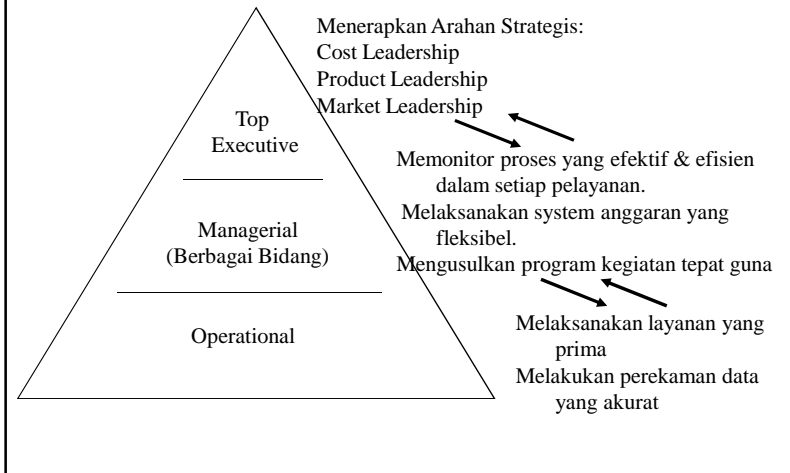 Menerapkan Arahan Strategis:
Cost Leadership
Product Leadership
Market Leadership
Top
Executive
Memonitor proses yang efektif & efisien
dalam setiap pelayanan.
Melaksanakan system anggaran yang
fleksibel.
Mengusulkan program kegiatan tepat guna
Managerial
(Berbagai Bidang)
Melaksanakan layanan yang
prima
Melakukan perekaman data
yang akurat
Operational